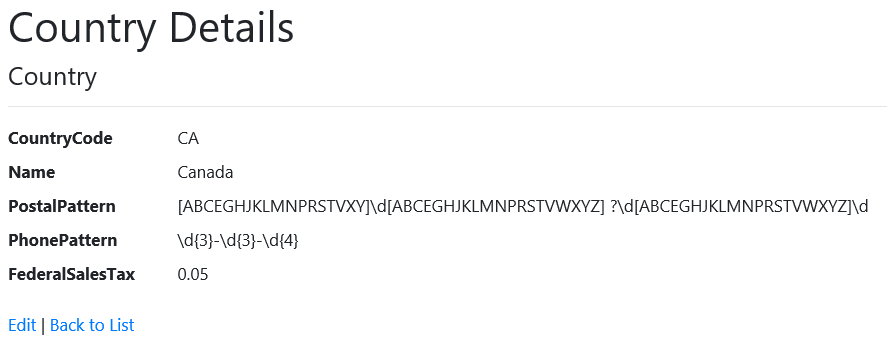 Country Details
Country
CountryCode CA
Name Canada
PostalPattern [ABCEGHJKLMNPRSTVXY]\d[ABCEGHJKLMNPRSTVWXYZ] ?\d[ABCEGHJKLMNPRSTVWXYZ]\d
PhonePattern \d{3}-\d{3}-\d{4}
FederalSalesTax 0.05
Edit | Back to List